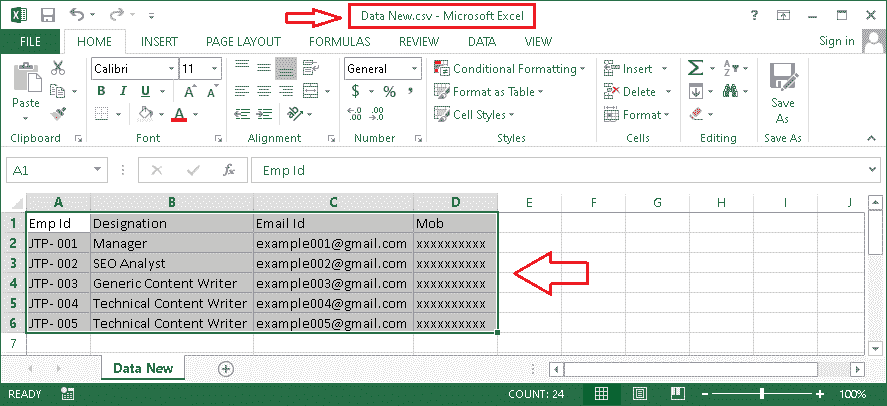 Data New.csv - Microsoft Excel
FILE HOME INSERT PAGE LAYOUT FORMULAS REVIEW DATA VIEW Sign in
Paste
Calibri 11
B I U A A
A
General
$ % ,
.00
.0
Conditional Formatting
Format as Table
Cell Styles
Insert
Delete
Format
Save As
Clipboard Font Alignment Number Styles Cells Editing Save As
A1 fx Emp Id
A B C D E F G H I J
1 Emp Id Designation Email Id Mob
2 JTP- 001 Manager example001@gmail.com xxxxxxxxxx
3 JTP- 002 SEO Analyst example002@gmail.com xxxxxxxxxx
4 JTP- 003 Generic Content Writer example003@gmail.com xxxxxxxxxx
5 JTP- 004 Technical Content Writer example004@gmail.com xxxxxxxxxx
6 JTP- 005 Technical Content Writer example005@gmail.com xxxxxxxxxx
7
Data New
READY COUNT: 24 100%